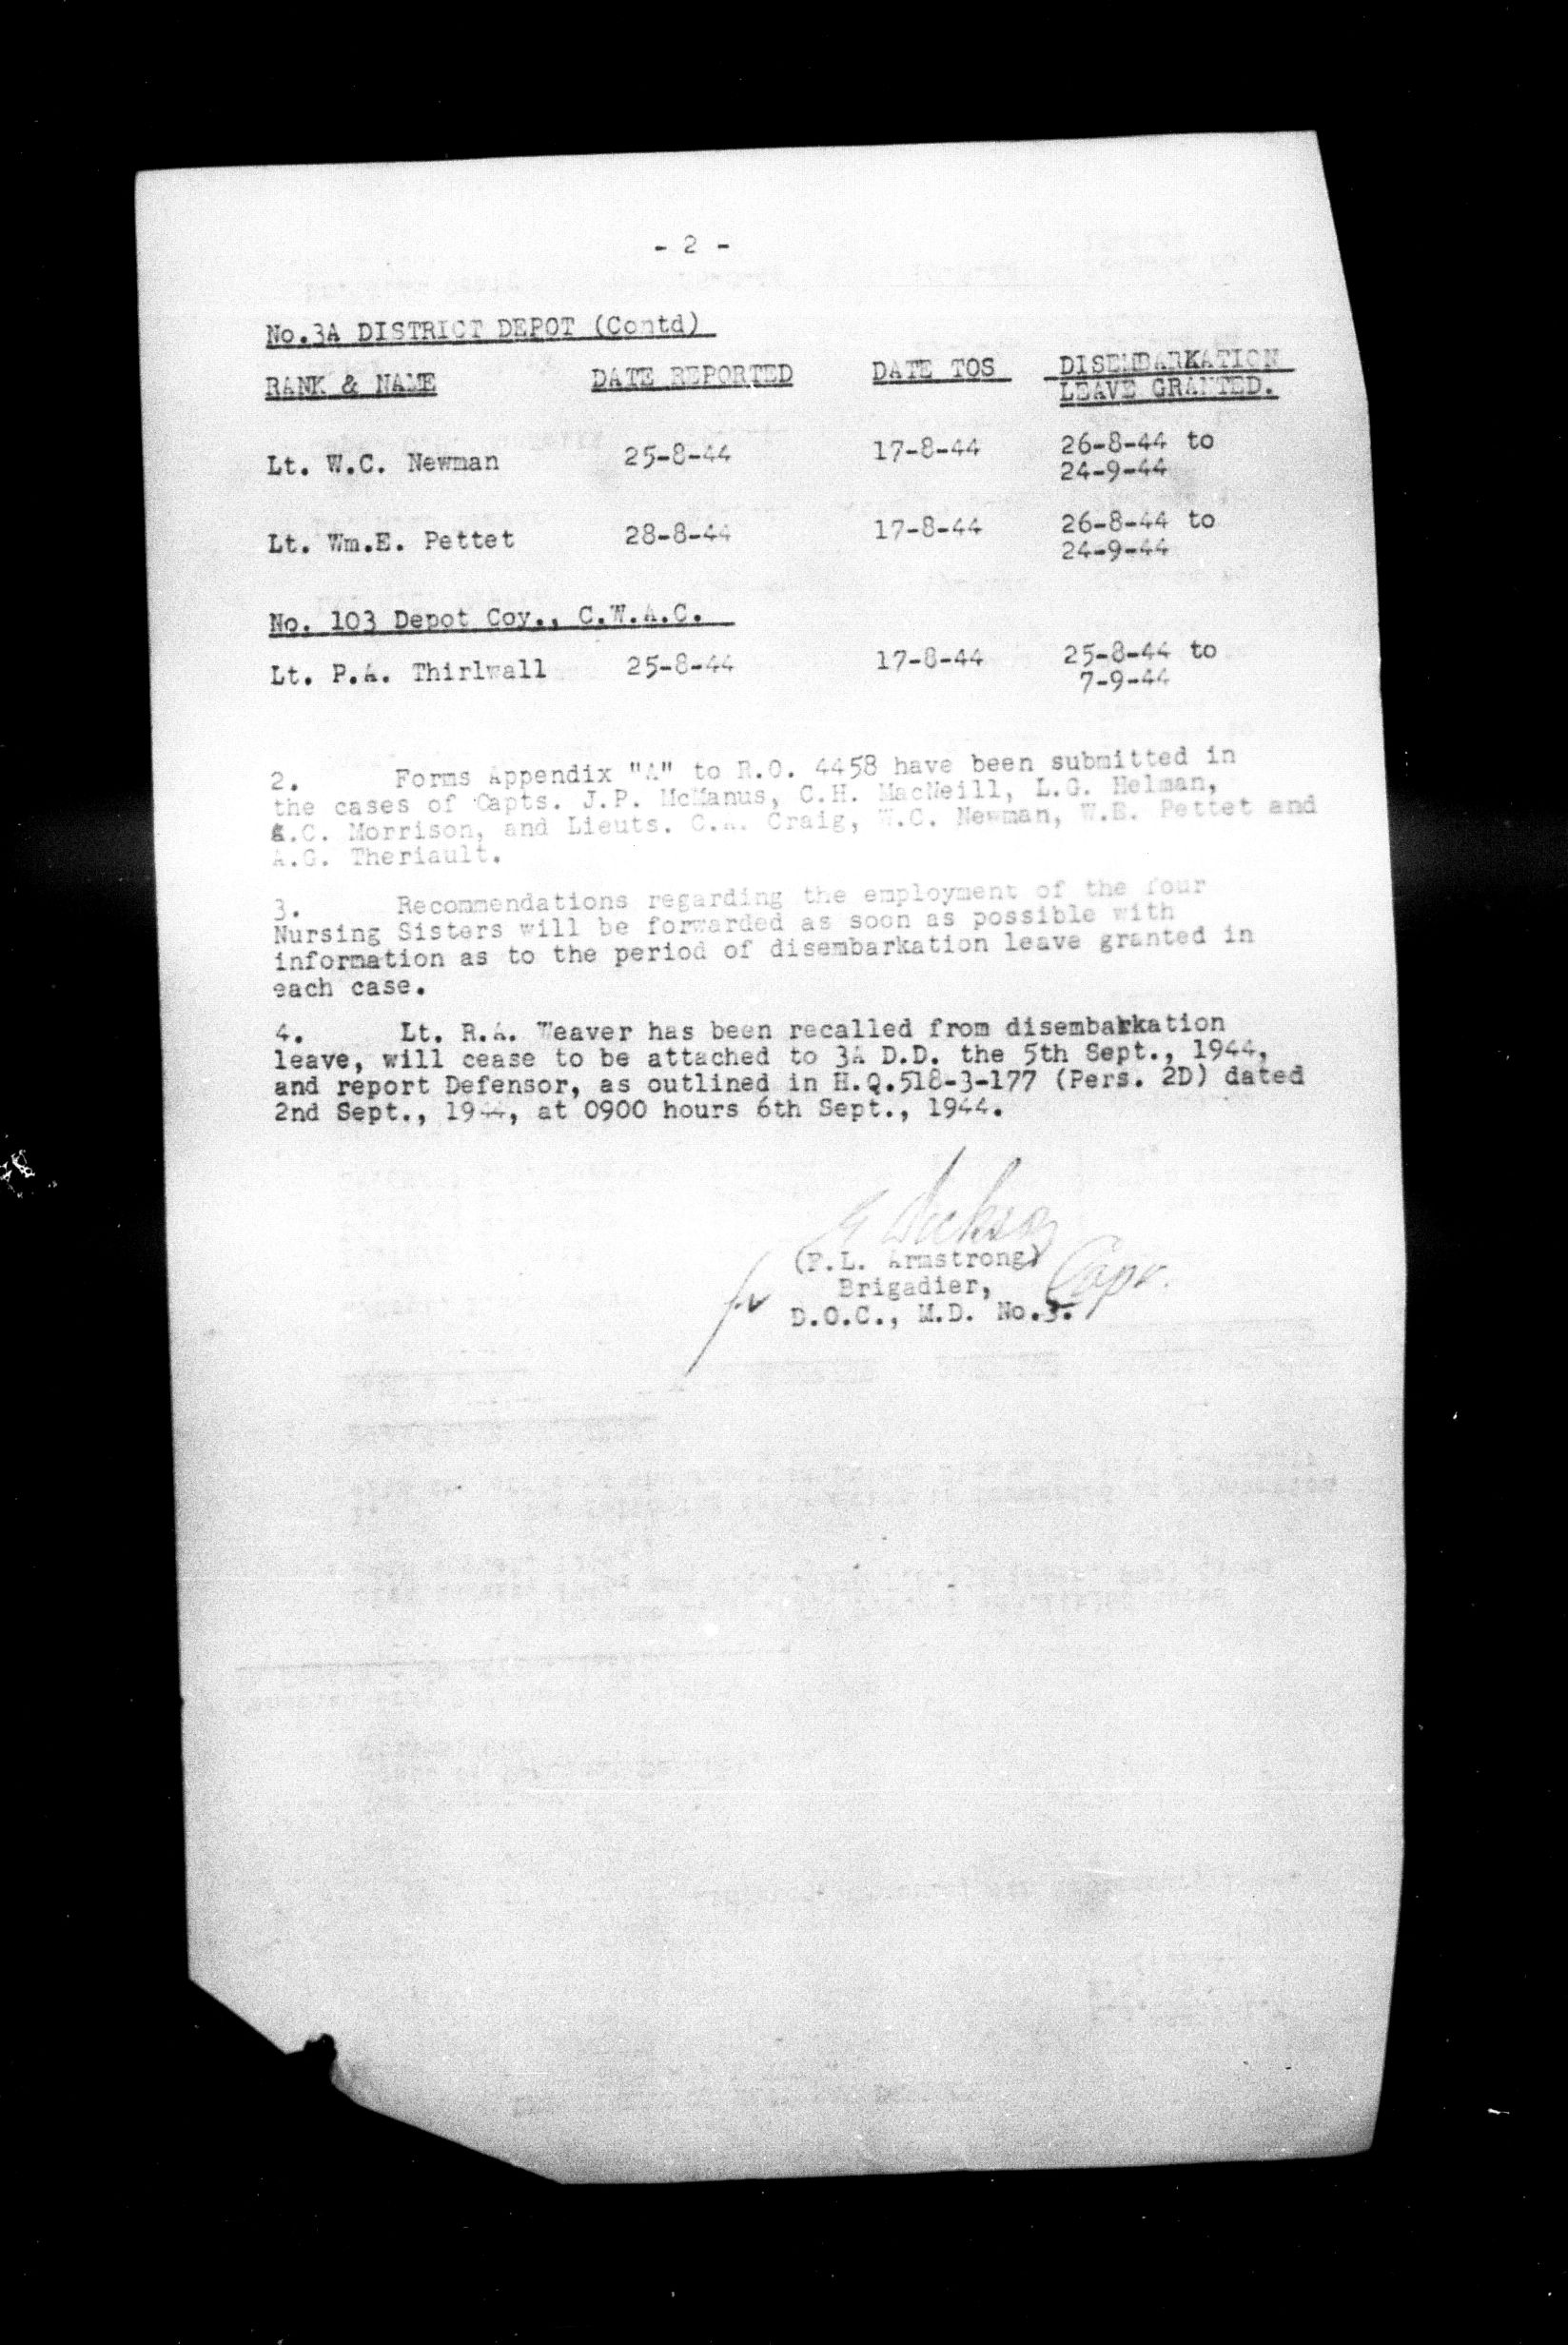 - 2 -
No.3A DISTRICT DEPOT (Contd)
RANK & NAME DATE REPORTED DATE TOS DISEMBARKATION
LEAVE GRANTED.
Lt. W.C. Newman 25-8-44 17-8-44 26-8-44 to
24-9-44
Lt. Wm.E. Pettet 28-8-44 17-8-44 26-8-44 to
24-9-44
No. 103 Depot Coy., C.W.A.C.
Lt. P.A. Thirlwall 25-8-44 17-8-44 25-8-44 to
7-9-44
2. Forms Appendix "A" to R.O. 4458 have been submitted in
the cases of Capts. J.P. McManus, C.H. MacNeill, L.G. Helman,
Morrison, and Lieuts. Craig, W.C. Newman, W.E. Pettet and
A.G. Theriault.
3. Recommendations regarding the employment of the four
Nursing Sisters will be forwarded as soon as possible with
information as to the period of disembarkation leave granted in
each case.
4. Lt. R.A. Weaver has been recalled from disembarkation
leave, will cease to be attached to 3A D.D. the 5th Sept., 1944,
and report Defensor, as outlined in H.Q.518-3-177 (Pers. 2D) dated
2nd Sept., 1944, at 0900 hours 6th Sept., 1944.
(P.L. Armstrong) Capt.
Brigadier,
D.O.C., M.D. No.3.